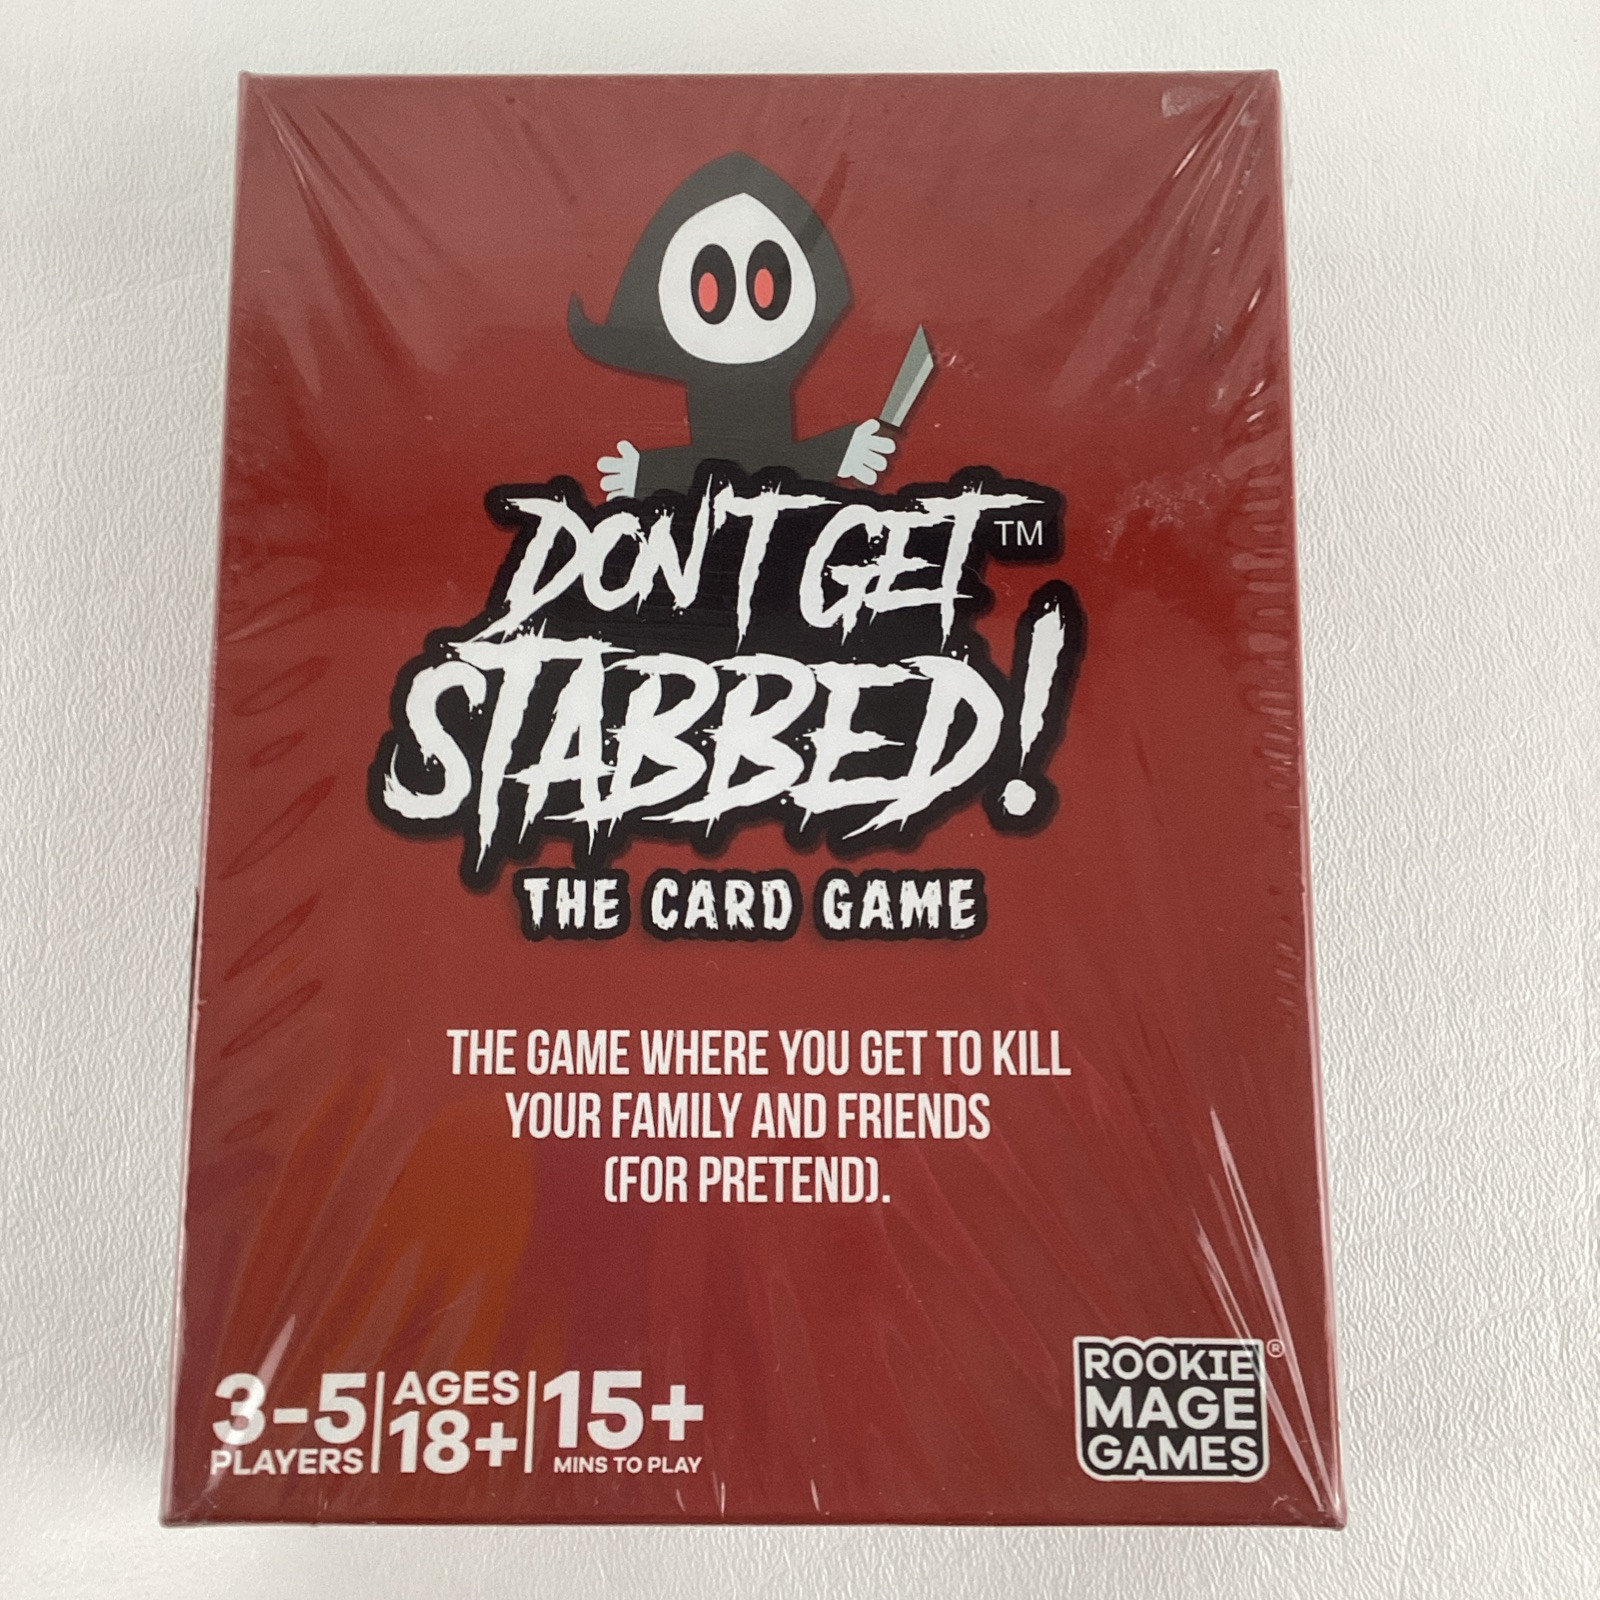 DON'T GET™
STABBED!
THE CARD GAME
THE GAME WHERE YOU GET TO KILL
YOUR FAMILY AND FRIENDS
(FOR PRETEND).
3-5
PLAYERS
AGES
18+
15+
MINS TO PLAY
ROOKIE®
MAGE
GAMES